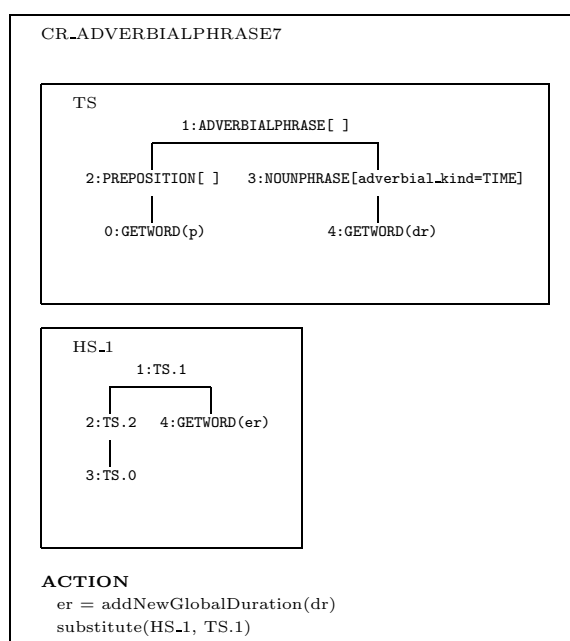 CR_ADVERBIALPHRASE7
TS
1:ADVERBIALPHRASE[ ]
2:PREPOSITION[ ] 3:NOUNPHRASE[adverbial_kind=TIME]
0:GETWORD(p) 4:GETWORD(dr)
HS_1
1:TS.1
2:TS.2 4:GETWORD(er)
3:TS.0
ACTION
er = addNewGlobalDuration(dr)
substitute(HS_1, TS.1)